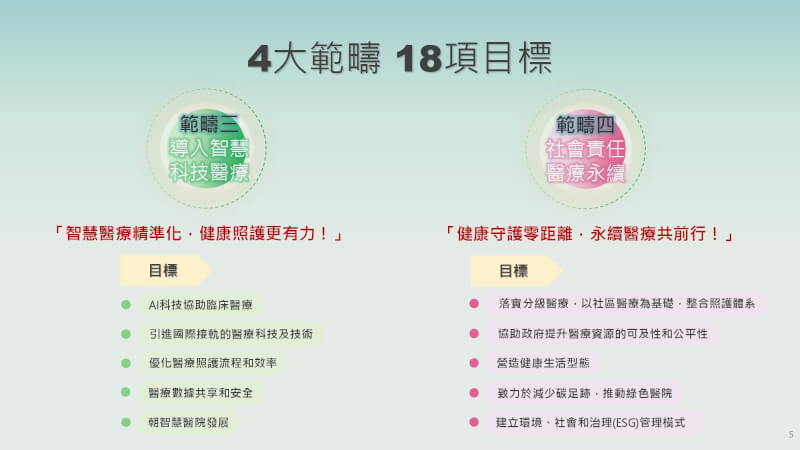 4大範疇 18項目標
範疇三
導入智慧
科技醫療
「智慧醫療精準化，健康照護更有力！」
目標
AI科技協助臨床醫療
引進國際接軌的醫療科技及技術
優化醫療照護流程和效率
醫療數據共享和安全
朝智慧醫院發展
範疇四
社會責任
醫療永續
「健康守護零距離，永續醫療共前行！」
目標
落實分級醫療，以社區醫療為基礎，整合照護體系
協助政府提升醫療資源的可及性和公平性
營造健康生活型態
致力於減少碳足跡，推動綠色醫院
建立環境、社會和治理(ESG)管理模式
5